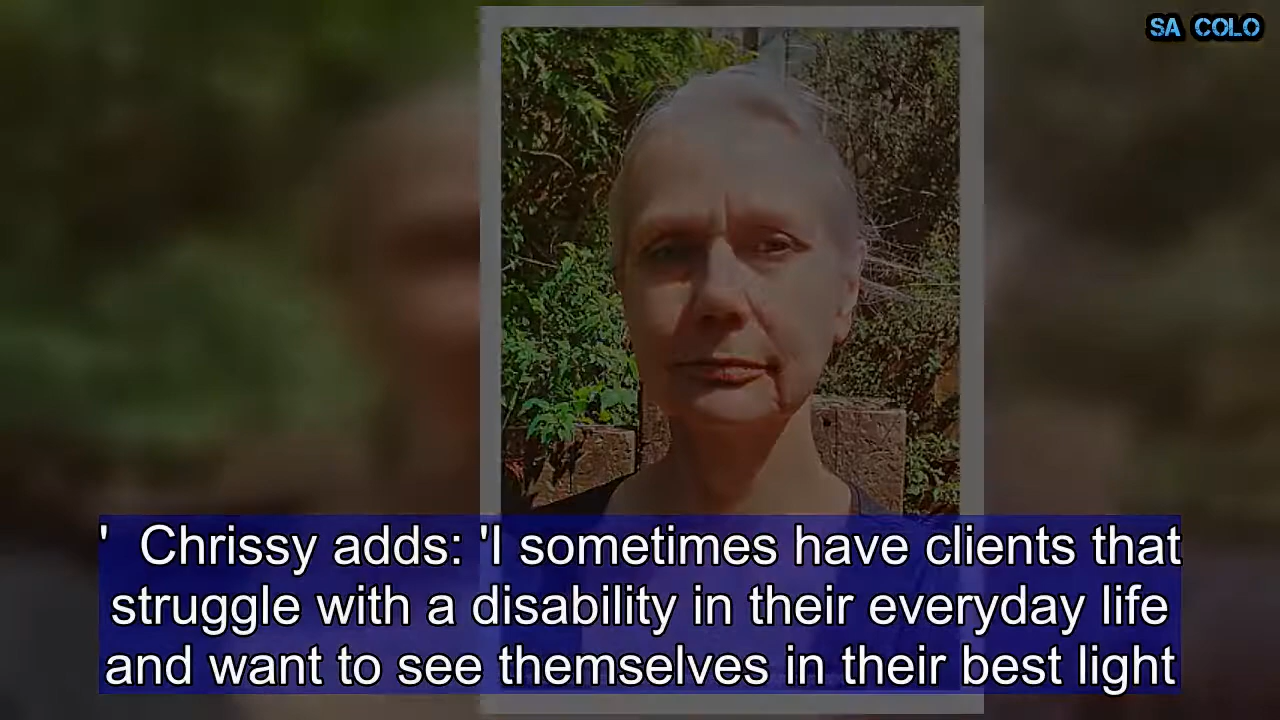 SA COLO
' Chrissy adds: 'I sometimes have clients that
struggle with a disability in their everyday life
and want to see themselves in their best light